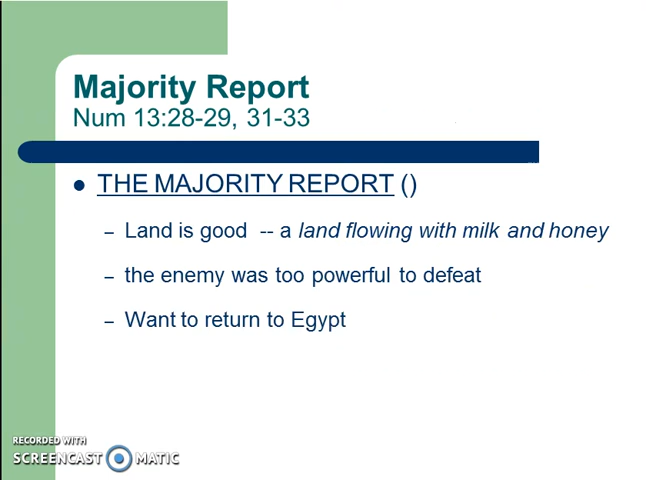 Majority Report
Num 13:28-29, 31-33
• THE MAJORITY REPORT ()
– Land is good -- a land flowing with milk and honey
– the enemy was too powerful to defeat
– Want to return to Egypt
RECORDED WITH
SCREENCAST MATIC